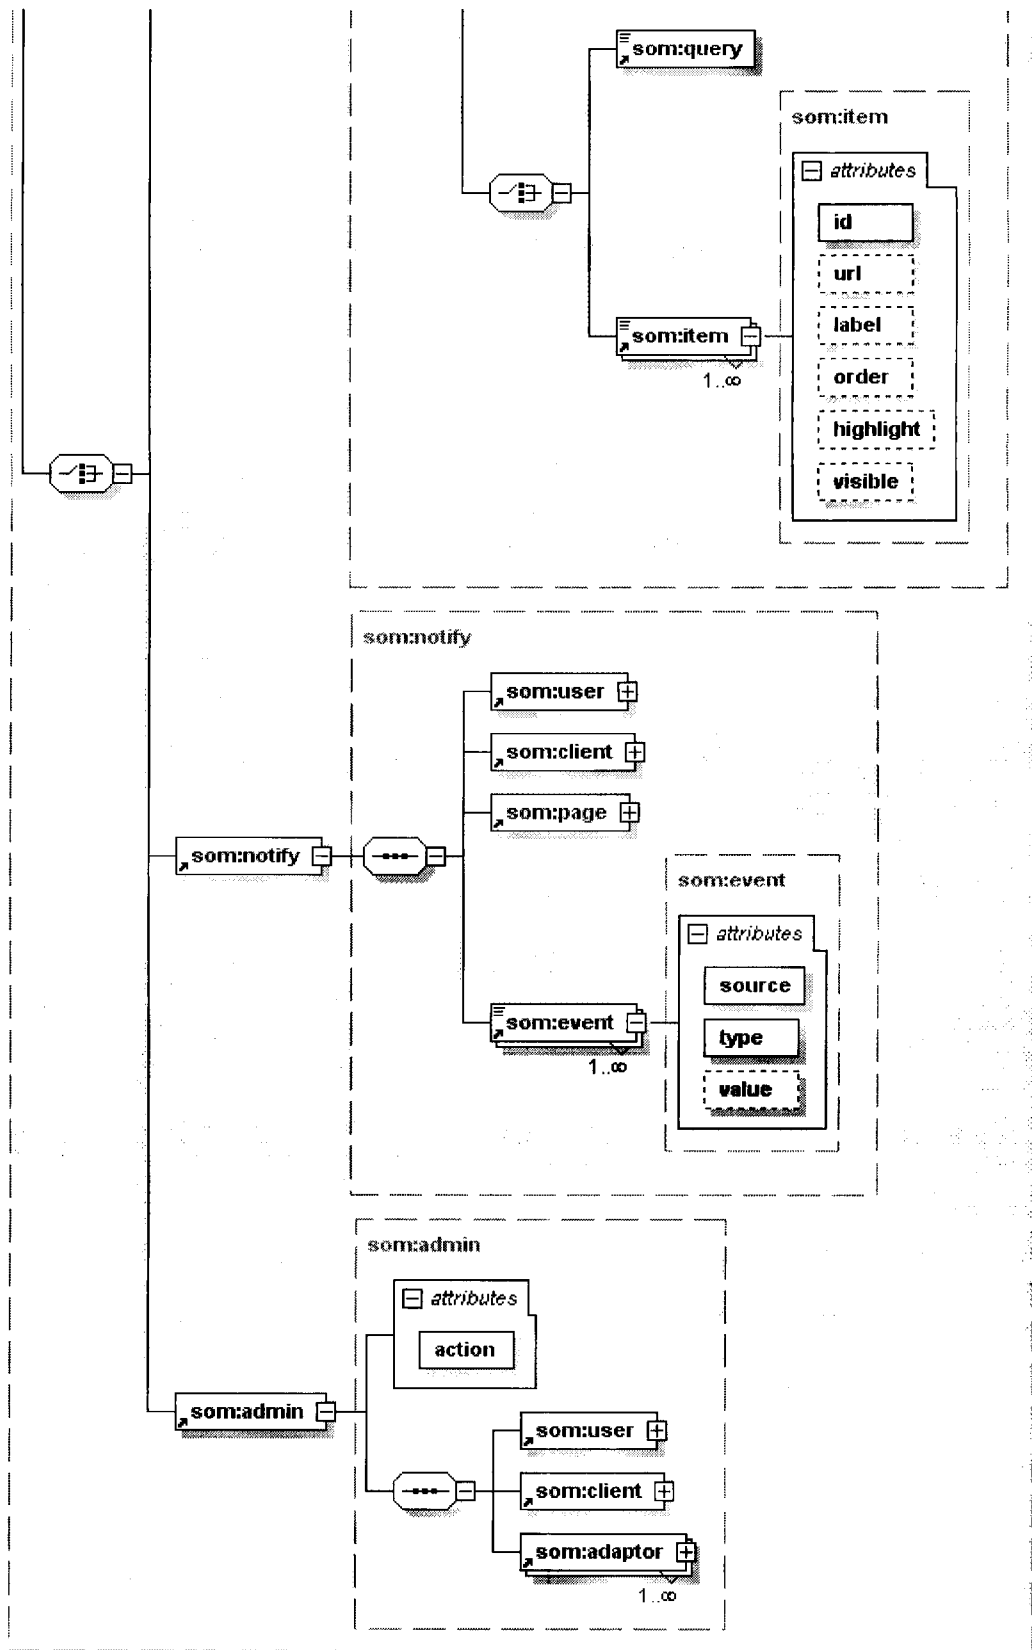 som:query
som:item
attributes
id
url
label
order
highlight
visible
som:item
1..∞
som:notify
som:user
som:client
som:page
som:notify
som:event
attributes
source
type
value
som:event
1..∞
som:admin
attributes
action
som:admin
som:user
som:client
som:adaptor
1..∞